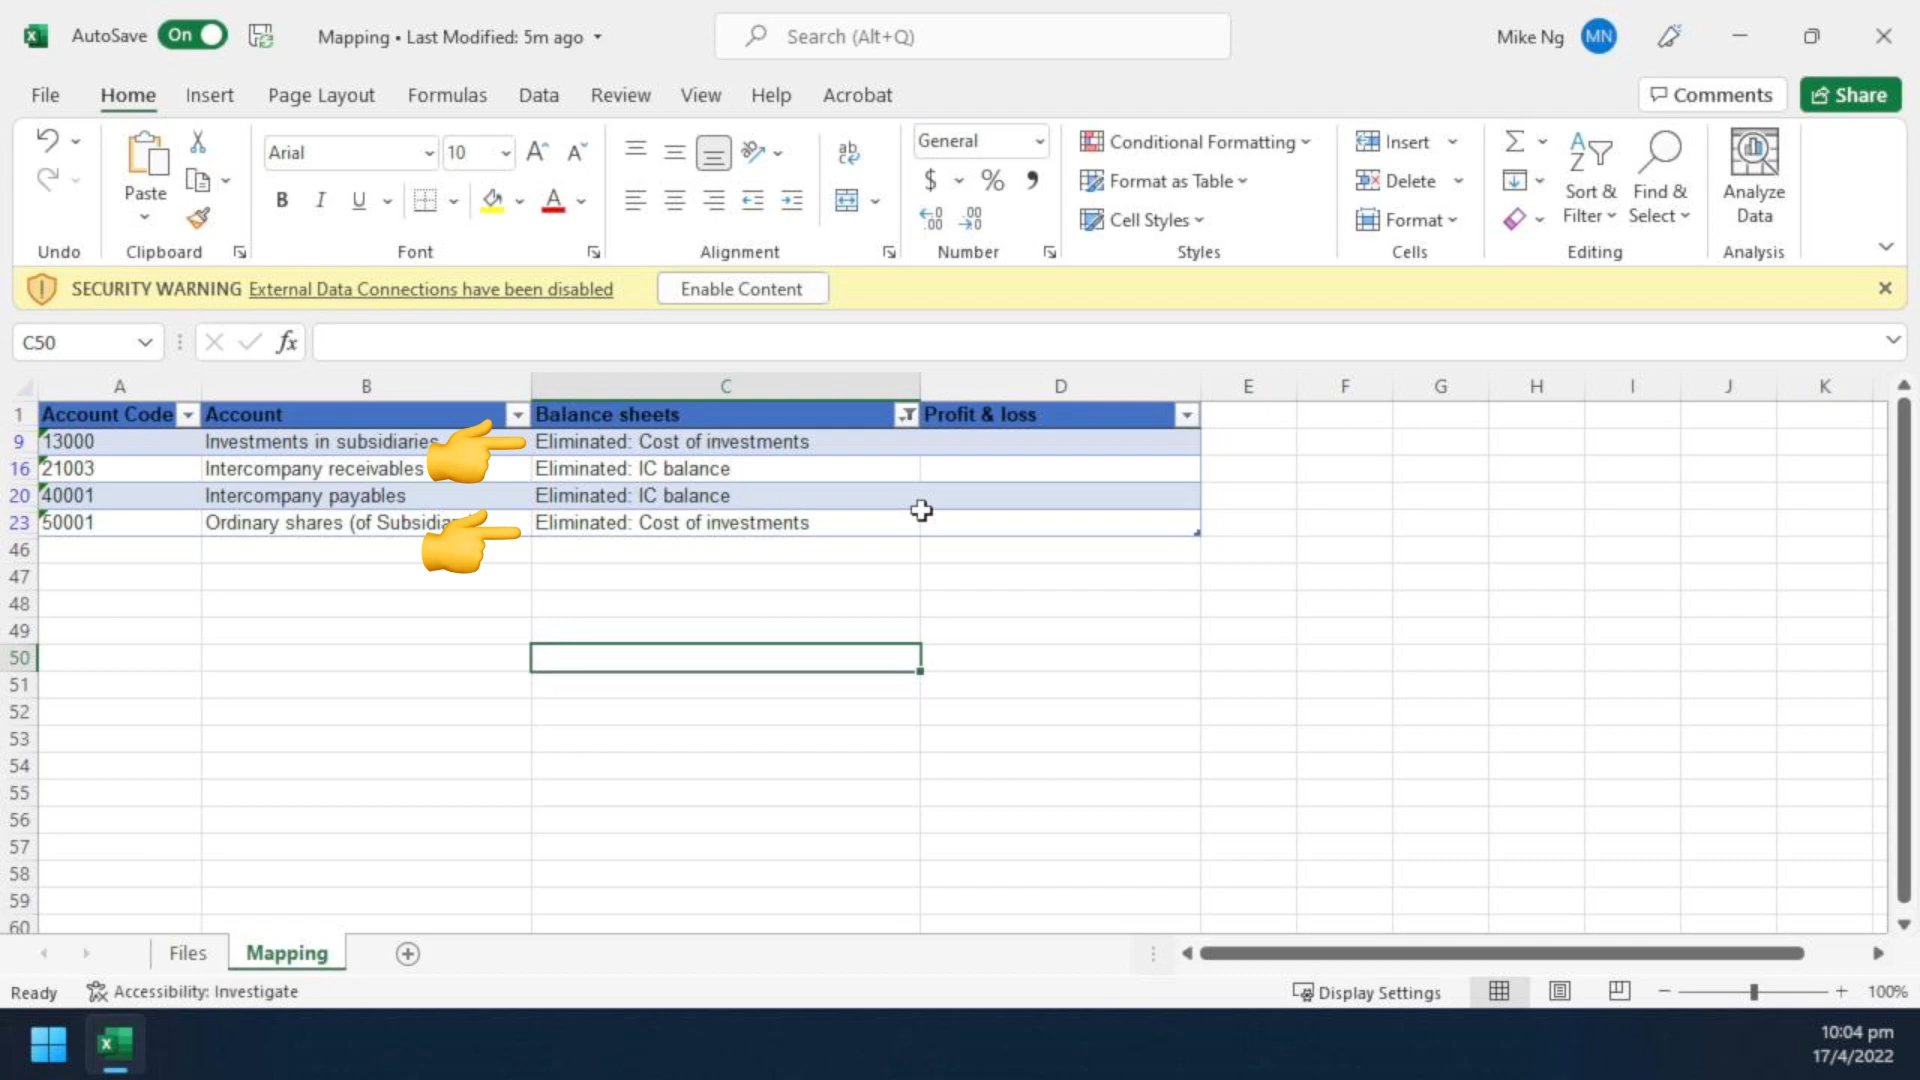 AutoSave On Mapping • Last Modified: 5m ago Search (Alt+Q) Mike Ng MN
File Home Insert Page Layout Formulas Data Review View Help Acrobat Comments Share
Paste
Arial 10
B I U A
ab
General
$ % 9
Conditional Formatting
Format as Table
Cell Styles
Insert
Delete
Format
Sort & Filter
Find & Select
Analyze Data
Undo Clipboard Font Alignment Number Styles Cells Editing Analysis
SECURITY WARNING External Data Connections have been disabled Enable Content
C50 fx
A B C D E F G H I J K
1 Account Code Account Balance sheets Profit & loss
9 13000 Investments in subsidiaries Eliminated: Cost of investments
16 21003 Intercompany receivables Eliminated: IC balance
20 40001 Intercompany payables Eliminated: IC balance
23 50001 Ordinary shares (of Subsidia Eliminated: Cost of investments
46
47
48
49
50
51
52
53
54
55
56
57
58
59
60
Files Mapping
Ready Accessibility: Investigate Display Settings 100%
10:04 pm
17/4/2022